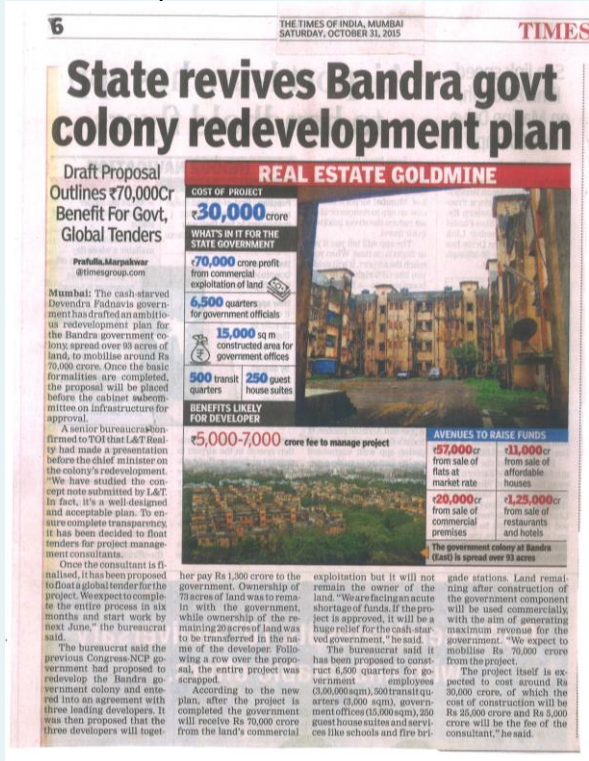 6
THE TIMES OF INDIA, MUMBAI
SATURDAY, OCTOBER 31, 2015
TIMES
State revives Bandra govt
colony redevelopment plan
Draft Proposal
Outlines ₹70,000Cr
Benefit For Govt,
Global Tenders
Prafulla.Marpakwar
@timesgroup.com
Mumbai: The cash-starved
Devendra Fadnavis govern-
ment has drafted an ambitio-
us redevelopment plan for
the Bandra government co-
lony, spread over 93 acres of
land, to mobilise around Rs
70,000 crore. Once the basic
formalities are completed,
the proposal will be placed
before the cabinet subcom-
mittee on infrastructure for
approval.
A senior bureaucrat con-
firmed to TOI that L&T Real-
ty had made a presentation
before the chief minister on
the colony's redevelopment.
"We have studied the con-
cept note submitted by L&T.
In fact, it's a well-designed
and acceptable plan. To en-
sure complete transparency,
it has been decided to float
tenders for project manage-
ment consultants.
Once the consultant is fi-
nalised, it has been proposed
to float a global tender for the
project. We expect to comple-
te the entire process in six
months and start work by
next June," the bureaucrat
said.
The bureaucrat said the
previous Congress-NCP go-
vernment had proposed to
redevelop the Bandra go-
vernment colony and ente-
red into an agreement with
three leading developers. It
was then proposed that the
three developers will toget-
REAL ESTATE GOLDMINE
COST OF PROJECT
₹30,000 crore
WHAT'S IN IT FOR THE
STATE GOVERNMENT
₹70,000 crore profit
from commercial
exploitation of land
6,500 quarters
for government officials
15,000 sq m
constructed area for
government offices
500 transit
quarters
250 guest
house suites
BENEFITS LIKELY
FOR DEVELOPER
₹5,000-7,000 crore fee to manage project
AVENUES TO RAISE FUNDS
₹57,000cr
from sale of
flats at
market rate
₹11,000cr
from sale of
affordable
houses
₹20,000cr
from sale of
commercial
premises
₹1,25,000cr
from sale of
restaurants
and hotels
The government colony at Bandra
(East) is spread over 93 acres
her pay Rs 1,300 crore to the
government. Ownership of
73 acres of land was to rema-
in with the government,
while ownership of the re-
maining 20 acres of land was
to be transferred in the na-
me of the developer. Follo-
wing a row over the propo-
sal, the entire project was
scrapped.
According to the new
plan, after the project is
completed the government
will receive Rs 70,000 crore
from the land's commercial
exploitation but it will not
remain the owner of the
land. "We are facing an acute
shortage of funds. If the pro-
ject is approved, it will be a
huge relief for the cash-star-
ved government," he said.
The bureaucrat said it
has been proposed to const-
ruct 6,500 quarters for go-
vernment employees
(3,00,000 sqm), 500 transit qu-
arters (3,000 sqm), govern-
ment offices (15,000 sqm), 250
guest house suites and servi-
ces like schools and fire bri-
gade stations. Land remai-
ning after construction of
the government component
will be used commercially,
with the aim of generating
maximum revenue for the
government. "We expect to
mobilise Rs 70,000 crore
from the project.
The project itself is ex-
pected to cost around Rs
30,000 crore, of which the
cost of construction will be
Rs 25,000 crore and Rs 5,000
crore will be the fee of the
consultant," he said.